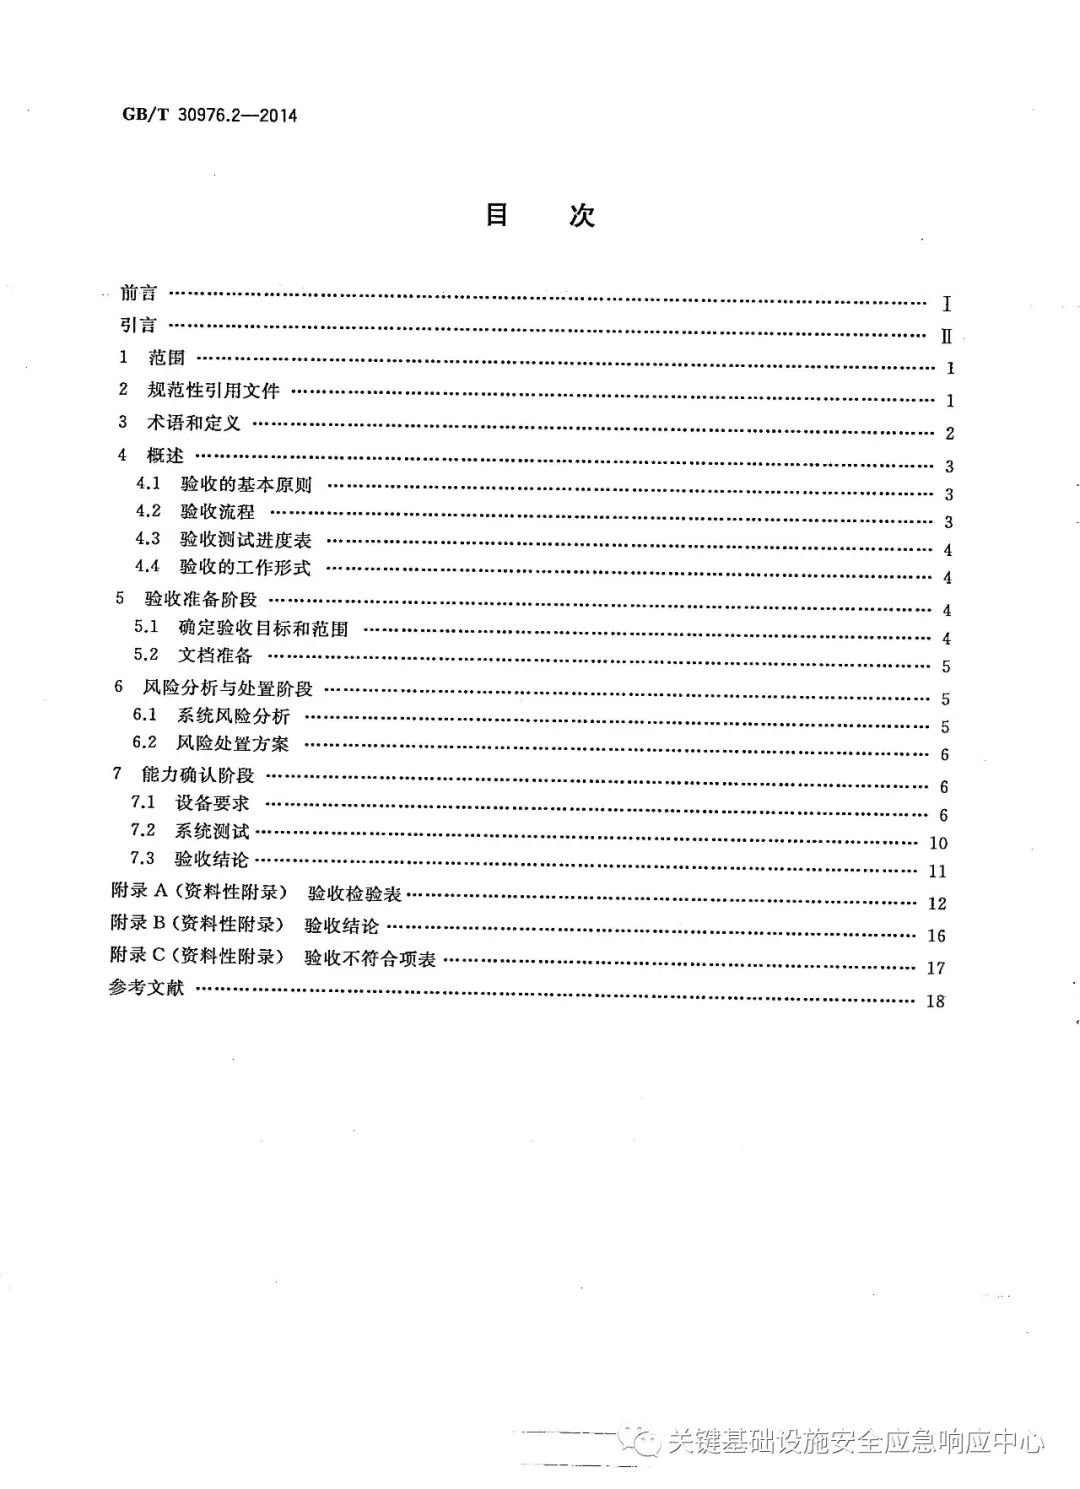 GB/T 30976.2—2014
目 次
前言 …… Ⅰ
引言 …… Ⅱ
1 范围 …… 1
2 规范性引用文件 …… 1
3 术语和定义 …… 2
4 概述 …… 3
4.1 验收的基本原则 …… 3
4.2 验收流程 …… 3
4.3 验收测试进度表 …… 4
4.4 验收的工作形式 …… 4
5 验收准备阶段 …… 4
5.1 确定验收目标和范围 …… 4
5.2 文档准备 …… 5
6 风险分析与处置阶段 …… 5
6.1 系统风险分析 …… 5
6.2 风险处置方案 …… 6
7 能力确认阶段 …… 6
7.1 设备要求 …… 6
7.2 系统测试 …… 10
7.3 验收结论 …… 11
附录 A（资料性附录） 验收检验表 …… 12
附录 B（资料性附录） 验收结论 …… 16
附录 C（资料性附录） 验收不符合项表 …… 17
参考文献 …… 18
关键基础设施安全应急响应中心